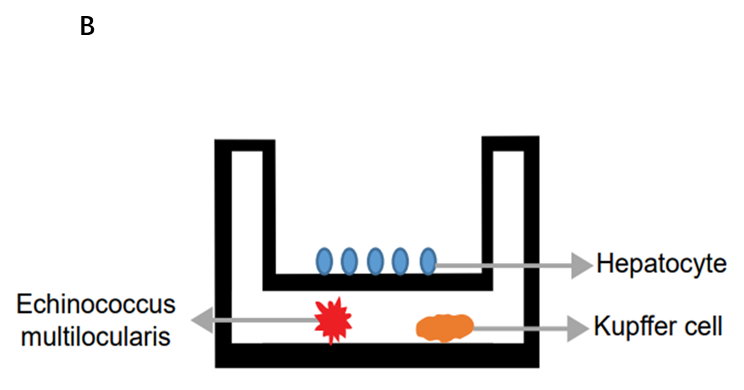 B
Hepatocyte
Echinococcus
multilocularis
Kupffer cell